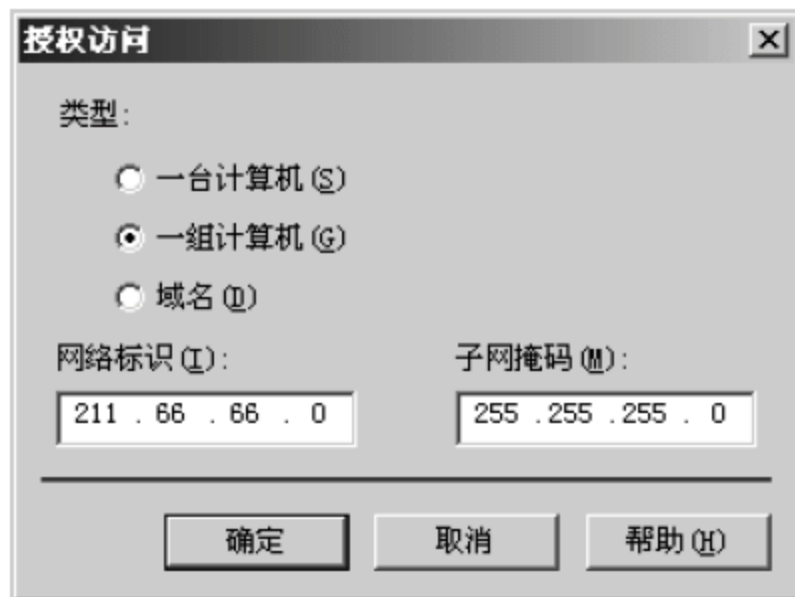 授权访问
类型:
一台计算机(S)
一组计算机(G)
域名(D)
网络标识(I): 子网掩码(M):
211 . 66 . 66 . 0 255 .255 .255 . 0
确定 取消 帮助(H)